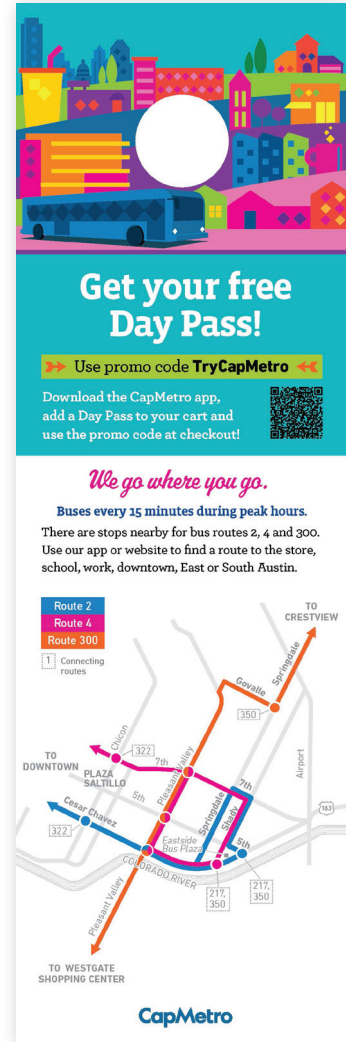 Get your free
Day Pass!
Use promo code TryCapMetro
Download the CapMetro app,
add a Day Pass to your cart and
use the promo code at checkout!
We go where you go.
Buses every 15 minutes during peak hours.
There are stops nearby for bus routes 2, 4 and 300.
Use our app or website to find a route to the store,
school, work, downtown, East or South Austin.
Route 2
Route 4
Route 300
1 Connecting
routes
TO
CRESTVIEW
Springdale
Govalle
350
Chicon
322
7th
Pleasant Valley
Airport
TO
DOWNTOWN
PLAZA
SALTILLO
5th
7th
183
Cesar Chavez
Springdale
Shady
322
Eastside
Bus Plaza
5th
COLORADO RIVER
217,
350
217,
350
Pleasant Valley
TO WESTGATE
SHOPPING CENTER
CapMetro